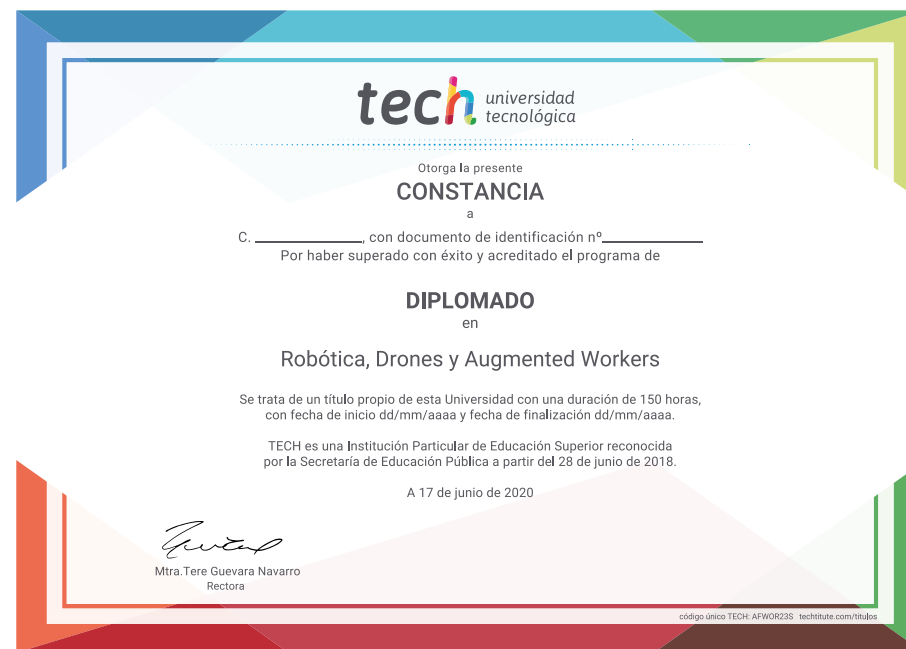 tech universidad
tecnológica
Otorga la presente
CONSTANCIA
a
C. ____________, con documento de identificación nº____________
Por haber superado con éxito y acreditado el programa de
DIPLOMADO
en
Robótica, Drones y Augmented Workers
Se trata de un título propio de esta Universidad con una duración de 150 horas,
con fecha de inicio dd/mm/aaaa y fecha de finalización dd/mm/aaaa.
TECH es una Institución Particular de Educación Superior reconocida
por la Secretaría de Educación Pública a partir del 28 de junio de 2018.
A 17 de junio de 2020
Mtra.Tere Guevara Navarro
Rectora
código único TECH: AFWOR23S techtitute.com/titulos